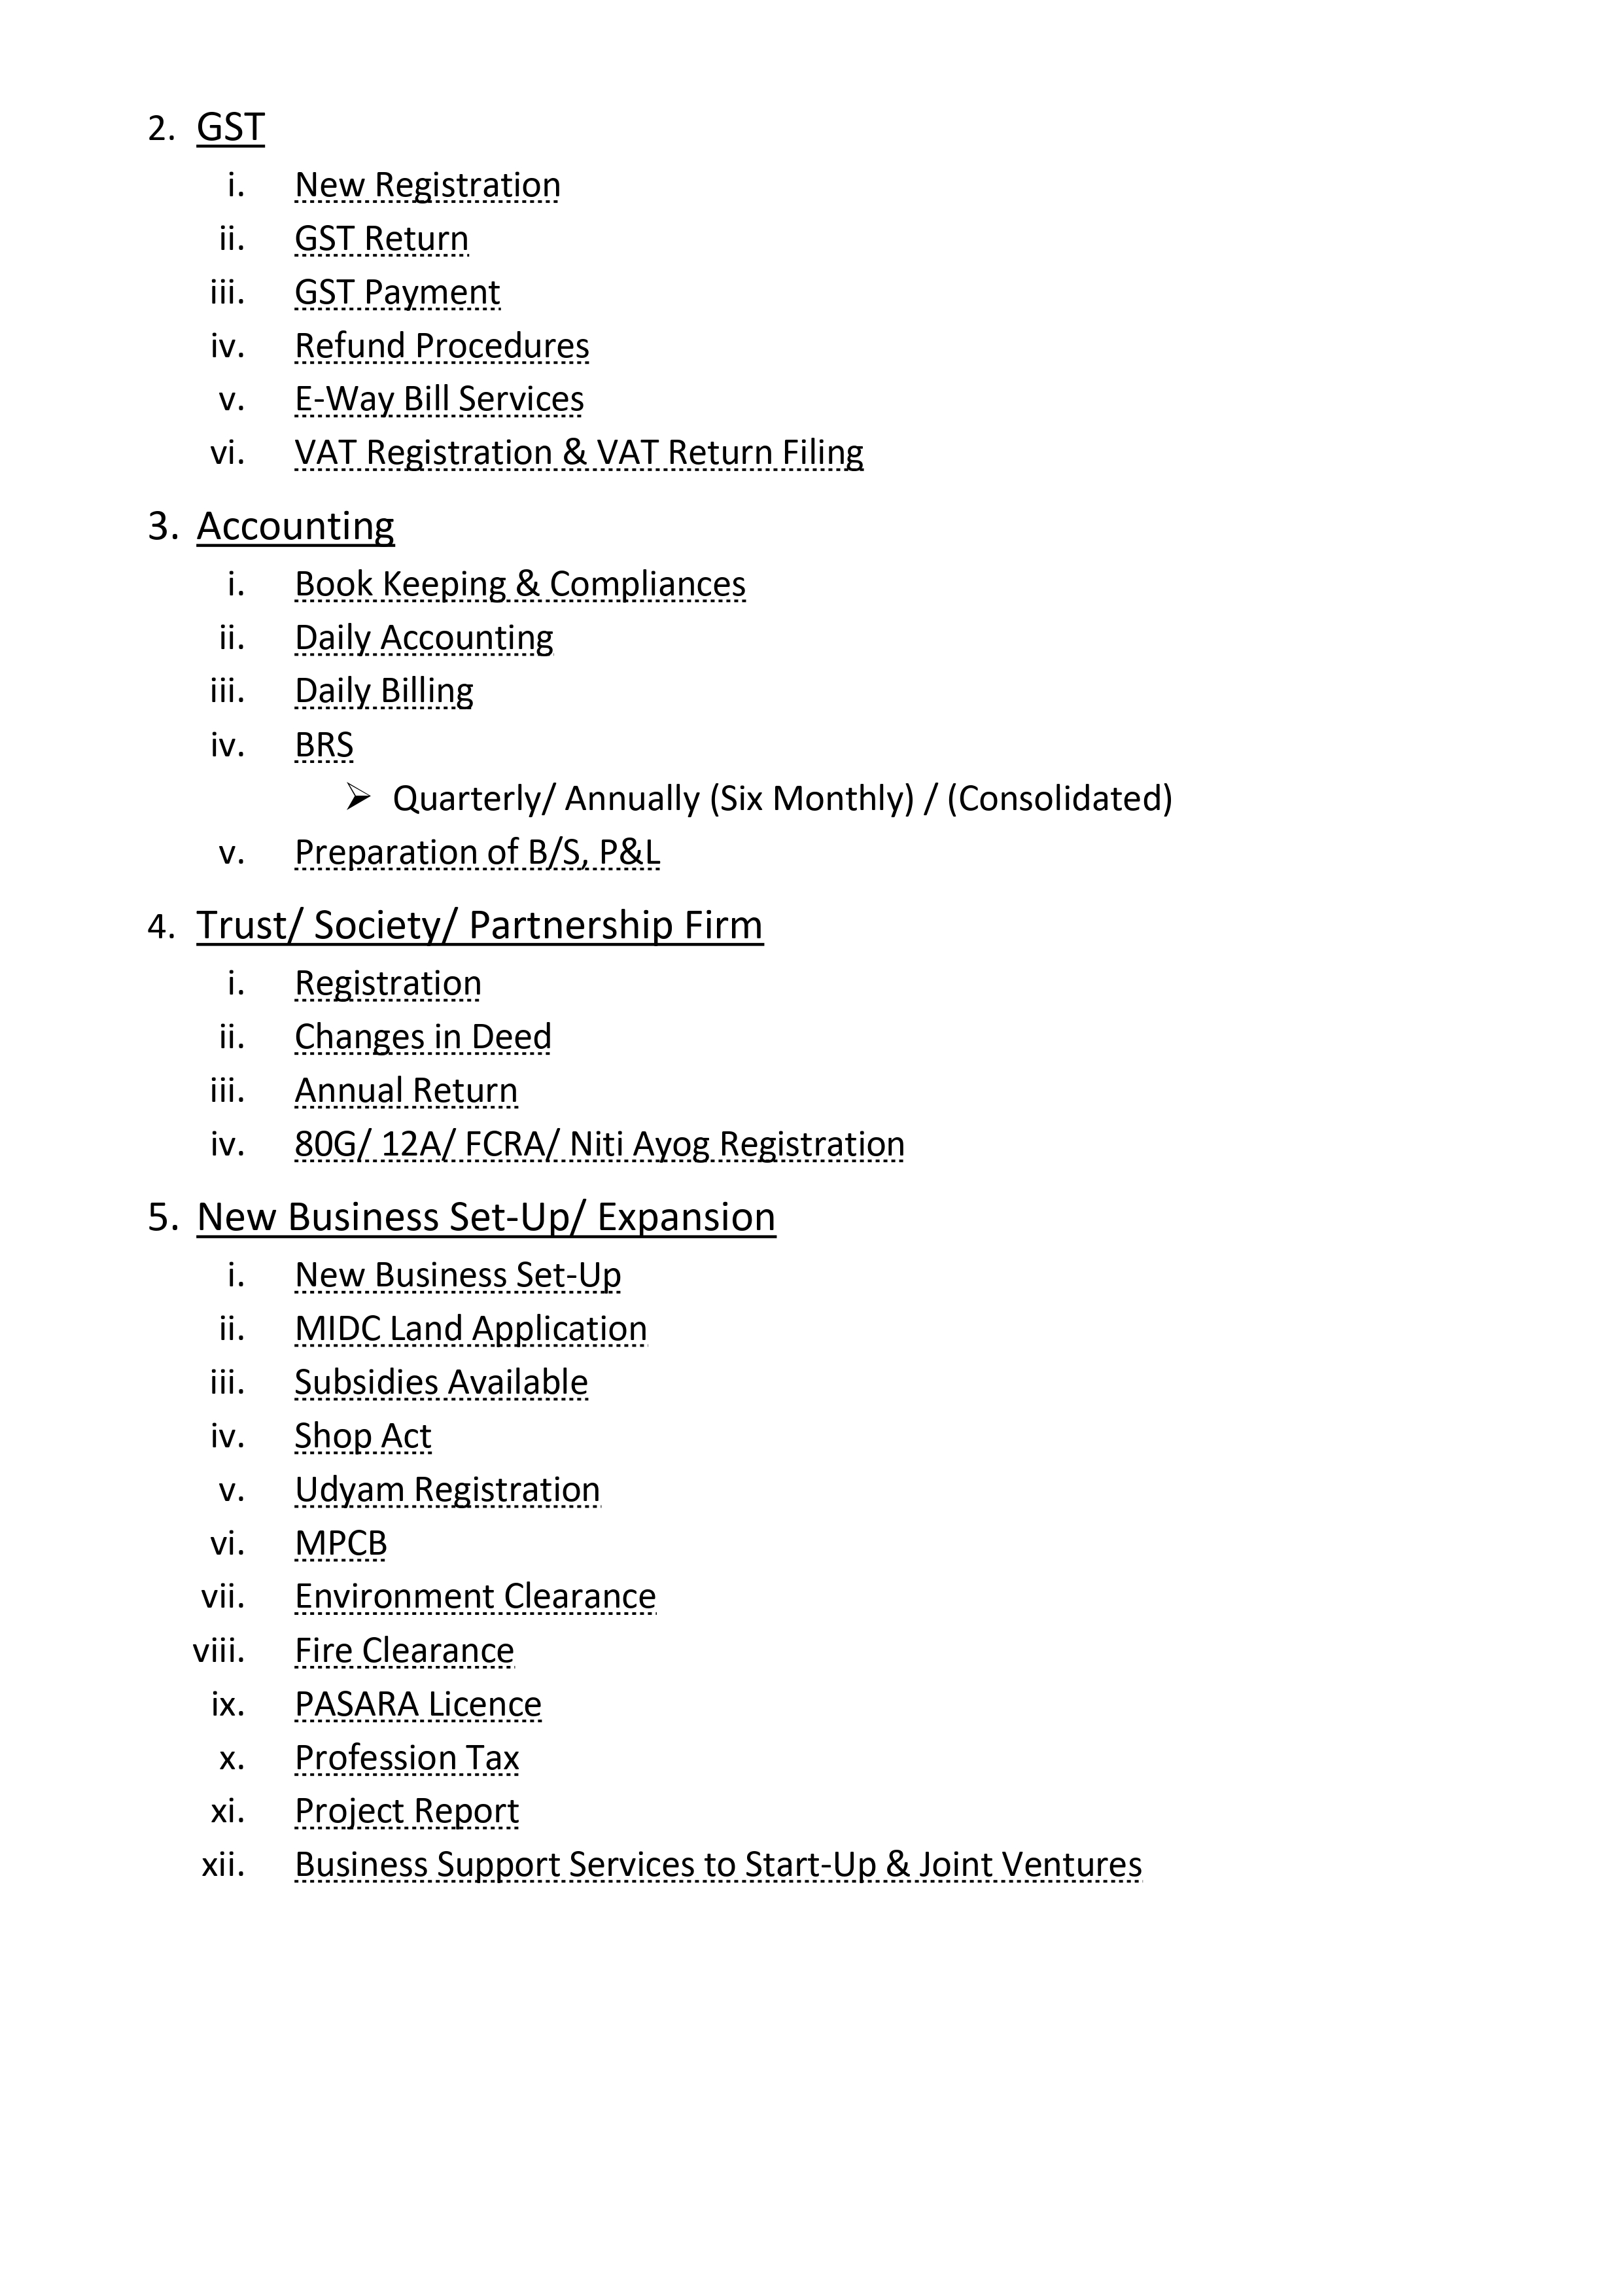 2. GST
i. New Registration
ii. GST Return
iii. GST Payment
iv. Refund Procedures
v. E-Way Bill Services
vi. VAT Registration & VAT Return Filing
3. Accounting
i. Book Keeping & Compliances
ii. Daily Accounting
iii. Daily Billing
iv. BRS
➢ Quarterly/ Annually (Six Monthly) / (Consolidated)
v. Preparation of B/S, P&L
4. Trust/ Society/ Partnership Firm
i. Registration
ii. Changes in Deed
iii. Annual Return
iv. 80G/ 12A/ FCRA/ Niti Ayog Registration
5. New Business Set-Up/ Expansion
i. New Business Set-Up
ii. MIDC Land Application
iii. Subsidies Available
iv. Shop Act
v. Udyam Registration
vi. MPCB
vii. Environment Clearance
viii. Fire Clearance
ix. PASARA Licence
x. Profession Tax
xi. Project Report
xii. Business Support Services to Start-Up & Joint Ventures